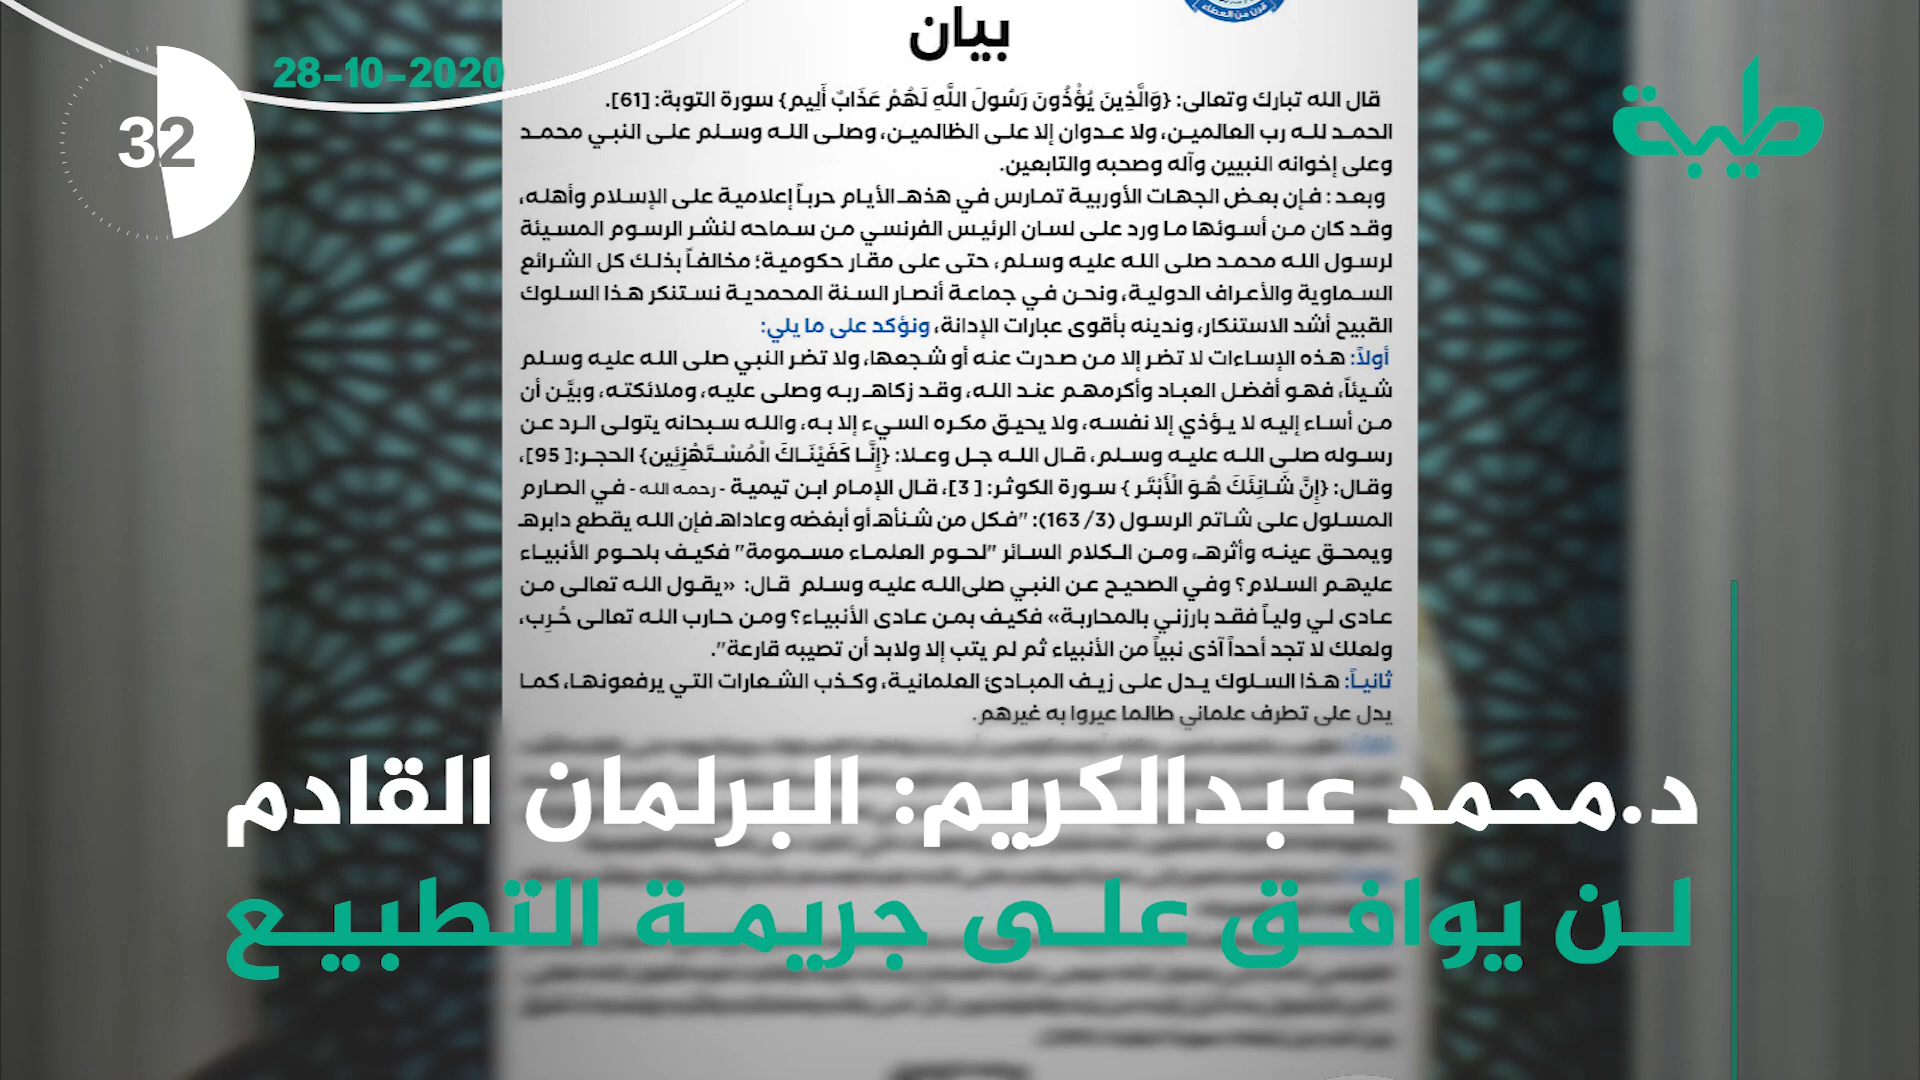 قرن من العطاء
بيان
28-10-2020
طيبة
32
قال الله تبارك وتعالى: {وَالَّذِينَ يُؤْذُونَ رَسُولَ اللَّهِ لَهُمْ عَذَابٌ أَلِيم} سورة التوبة: [61].
الحمد لله رب العالمين، ولا عدوان إلا على الظالمين، وصلى الله وسلم على النبي محمد
وعلى إخوانه النبيين وآله وصحبه والتابعين.
وبعد : فإن بعض الجهات الأوربية تمارس في هذه الأيام حرباً إعلامية على الإسلام وأهله،
وقد كان من أسوئها ما ورد على لسان الرئيس الفرنسي من سماحه لنشر الرسوم المسيئة
لرسول الله محمد صلى الله عليه وسلم، حتى على مقار حكومية؛ مخالفاً بذلك كل الشرائع
السماوية والأعراف الدولية، ونحن في جماعة أنصار السنة المحمدية نستنكر هذا السلوك
القبيح أشد الاستنكار، وندينه بأقوى عبارات الإدانة، ونؤكد على ما يلي:
أولاً: هذه الإساءات لا تضر إلا من صدرت عنه أو شجعها، ولا تضر النبي صلى الله عليه وسلم
شيئاً، فهو أفضل العباد وأكرمهم عند الله، وقد زكاه ربه وصلى عليه، وملائكته، وبيَّن أن
من أساء إليه لا يؤذي إلا نفسه، ولا يحيق مكره السيء إلا به، والله سبحانه يتولى الرد عن
رسوله صلى الله عليه وسلم، قال الله جل وعلا: {إِنَّا كَفَيْنَاكَ الْمُسْتَهْزِئِين} الحجر:[ 95]،
وقال: {إِنَّ شَانِئَكَ هُوَ الْأَبْتَر } سورة الكوثر: [ 3]، قال الإمام ابن تيمية - رحمه الله - في الصارم
المسلول على شاتم الرسول (3/ 163): "فكل من شنأه أو أبغضه وعاداه فإن الله يقطع دابره
ويمحق عينه وأثره، ومن الكلام السائر "لحوم العلماء مسمومة" فكيف بلحوم الأنبياء
عليهم السلام؟ وفي الصحيح عن النبي صلى الله عليه وسلم قال: «يقول الله تعالى من
عادى لي ولياً فقد بارزني بالمحاربة» فكيف بمن عادى الأنبياء؟ ومن حارب الله تعالى حُرِب،
ولعلك لا تجد أحداً آذى نبياً من الأنبياء ثم لم يتب إلا ولابد أن تصيبه قارعة".
ثانياً: هذا السلوك يدل على زيف المبادئ العلمانية، وكذب الشعارات التي يرفعونها، كما
يدل على تطرف علماني طالما عيروا به غيرهم.
د.محمد عبدالكريم: البرلمان القادم
لن يوافق على جريمة التطبيع